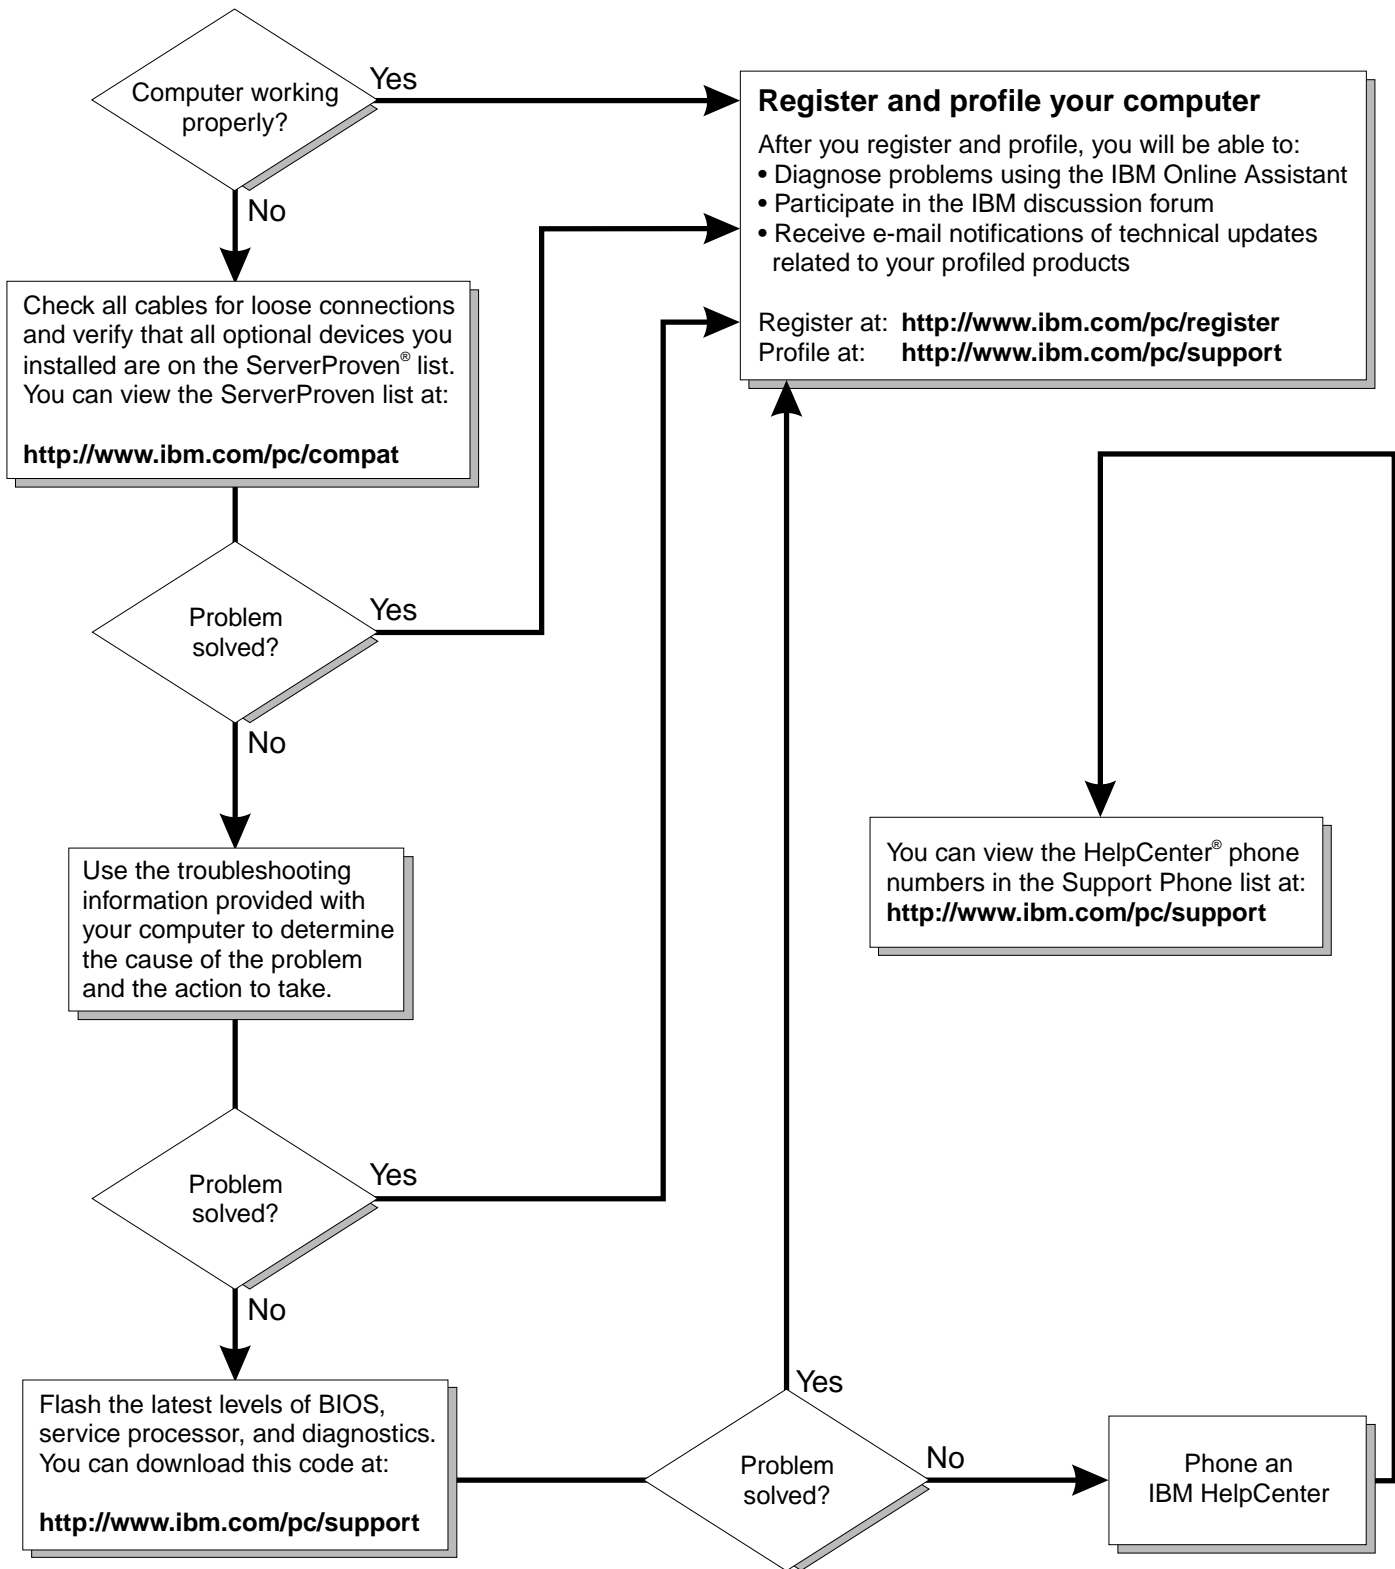 Computer working
properly?
Yes
No
Register and profile your computer
After you register and profile, you will be able to:
• Diagnose problems using the IBM Online Assistant
• Participate in the IBM discussion forum
• Receive e-mail notifications of technical updates
related to your profiled products
Register at: http://www.ibm.com/pc/register
Profile at: http://www.ibm.com/pc/support
Check all cables for loose connections
and verify that all optional devices you
installed are on the ServerProven® list.
You can view the ServerProven list at:
http://www.ibm.com/pc/compat
Problem
solved?
Yes
No
Use the troubleshooting
information provided with
your computer to determine
the cause of the problem
and the action to take.
You can view the HelpCenter® phone
numbers in the Support Phone list at:
http://www.ibm.com/pc/support
Problem
solved?
Yes
No
Flash the latest levels of BIOS,
service processor, and diagnostics.
You can download this code at:
http://www.ibm.com/pc/support
Problem
solved?
Yes
No
Phone an
IBM HelpCenter